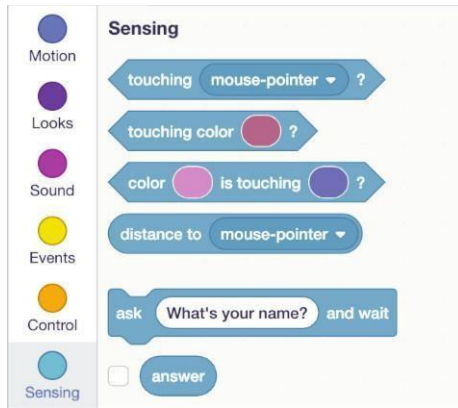 Motion
Looks
Sound
Events
Control
Sensing
Sensing
touching mouse-pointer ?
touching color ?
color is touching ?
distance to mouse-pointer
ask What's your name? and wait
answer